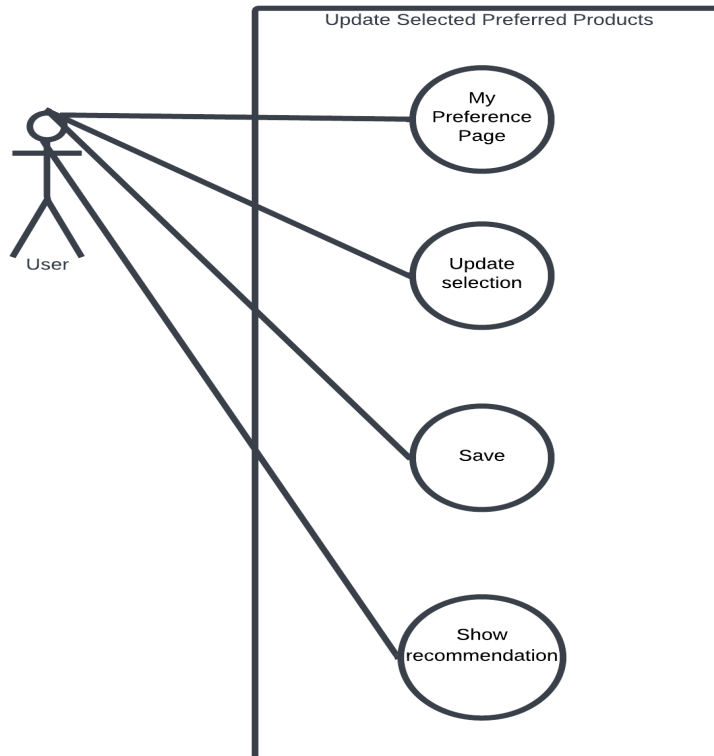 Update Selected Preferred Products
My
Preference
Page
Update
selection
User
Save
Show
recommendation